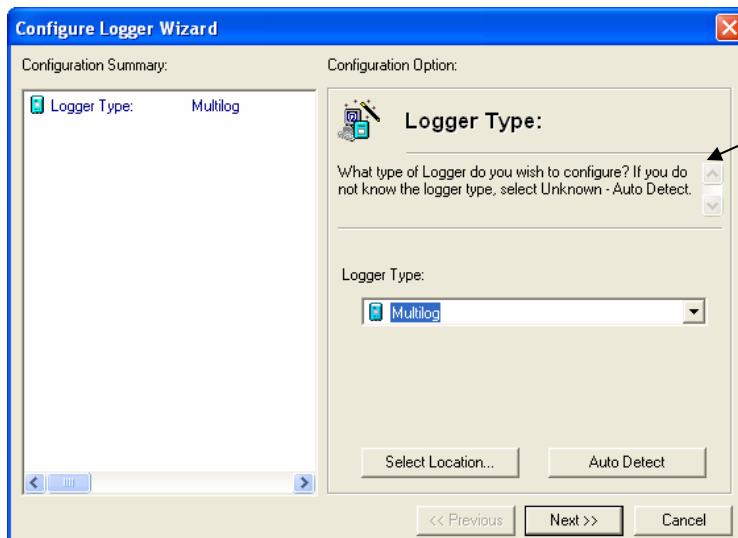 Configure Logger Wizard
Configuration Summary:
Configuration Option:
Logger Type: Multilog
Logger Type:
What type of Logger do you wish to configure? If you do
not know the logger type, select Unknown - Auto Detect.
Logger Type:
Multilog
Select Location...
Auto Detect
<< Previous
Next >>
Cancel